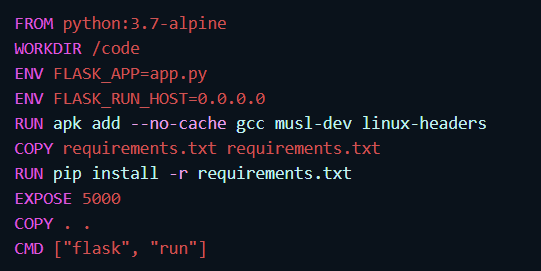 FROM python:3.7-alpine
WORKDIR /code
ENV FLASK_APP=app.py
ENV FLASK_RUN_HOST=0.0.0.0
RUN apk add --no-cache gcc musl-dev linux-headers
COPY requirements.txt requirements.txt
RUN pip install -r requirements.txt
EXPOSE 5000
COPY . .
CMD ["flask", "run"]